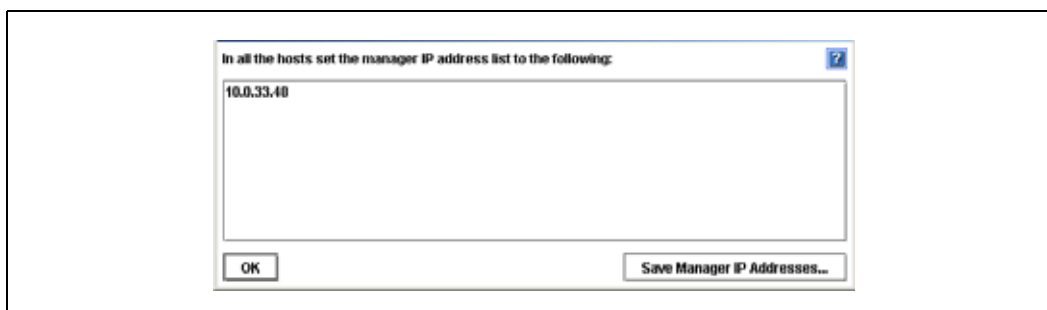 In all the hosts set the manager IP address list to the following:
?
10.0.33.40
OK
Save Manager IP Addresses...